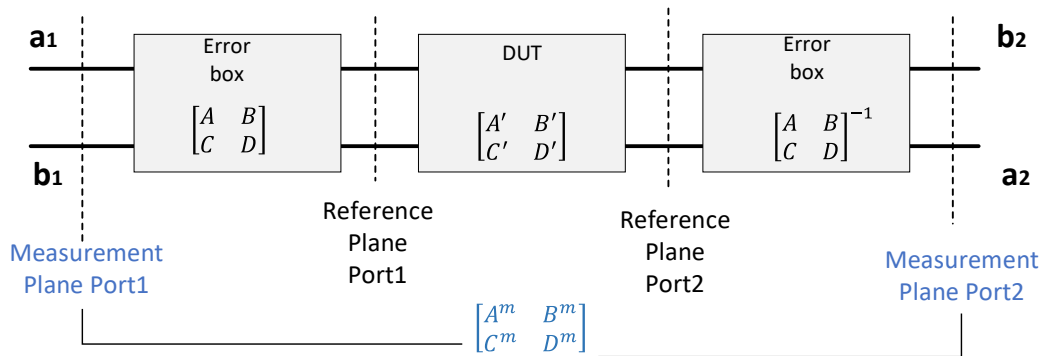 a1
b1
Error
box
[A B
C D]
DUT
[A' B'
C' D']
Error
box
[A B
C D]⁻¹
b2
a2
Reference
Plane
Port1
Reference
Plane
Port2
Measurement
Plane Port1
Measurement
Plane Port2
[Aᵐ Bᵐ
Cᵐ Dᵐ]